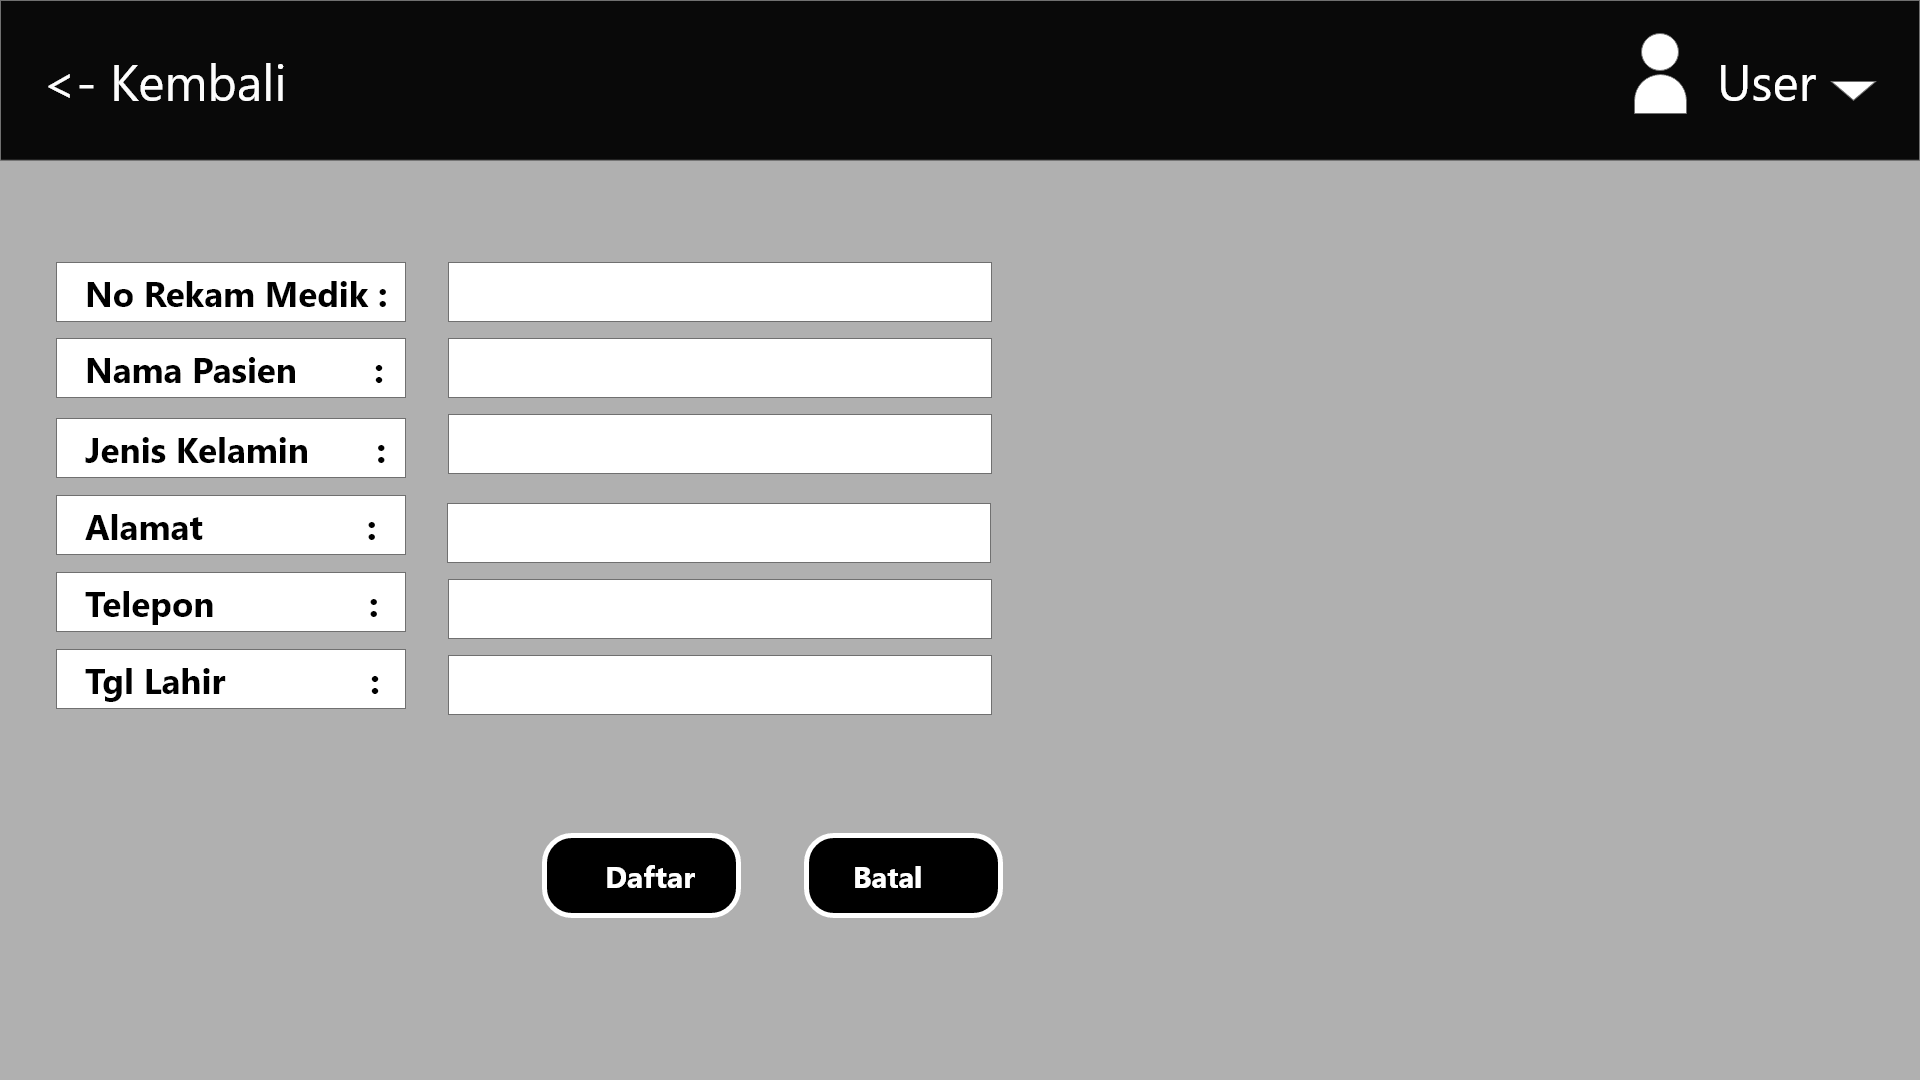 <- Kembali
User
No Rekam Medik :
Nama Pasien :
Jenis Kelamin :
Alamat :
Telepon :
Tgl Lahir :
Daftar
Batal